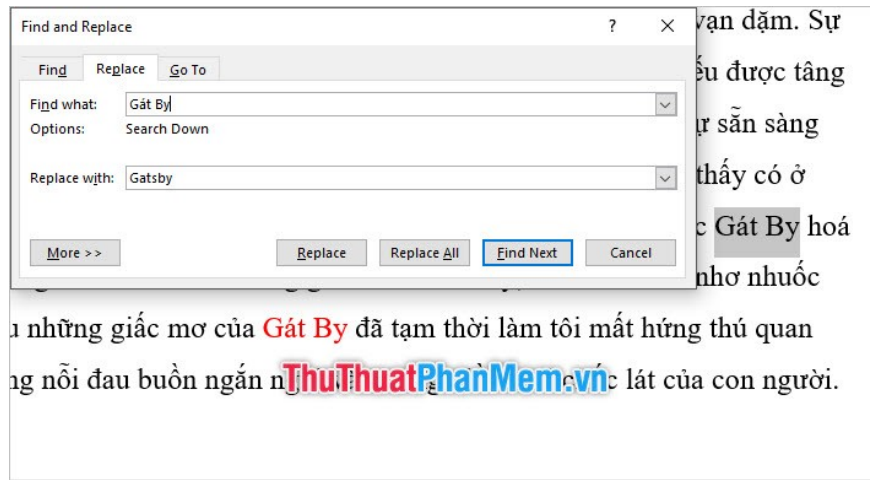 Find and Replace
? ×
Find Replace Go To
Find what: Gát By
Options: Search Down
Replace with: Gatsby
More >> Replace Replace All Find Next Cancel
vạn dặm. Sự
được tâng
sẵn sàng
thấy có ở
Gát By hoá
nhơ nhuốc
những giấc mơ của Gát By đã tạm thời làm tôi mất hứng thú quan
nỗi đau buồn ngắn lát của con người.
ThuThuatPhanMem.vn